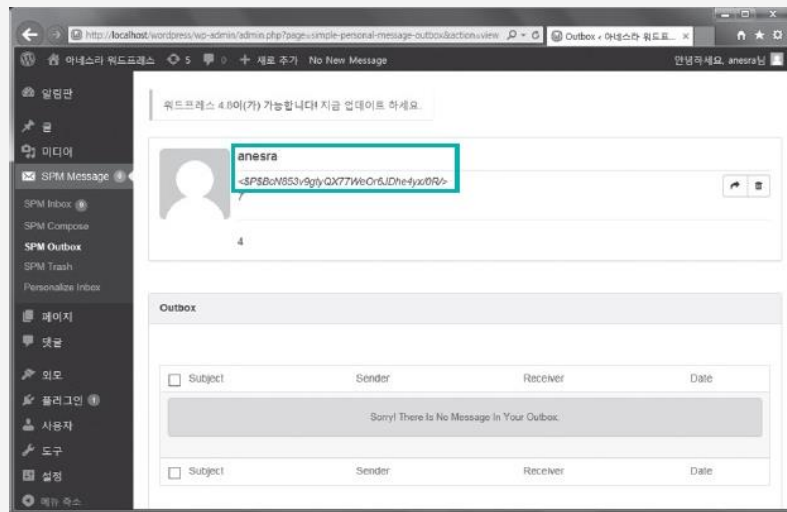 http://localhost/wordpress/wp-admin/admin.php?page=simple-personal-message-outbox&action=view
Outbox ‹ 아네스라 워드프... ×
아네스라 워드프레스 5 0 + 새로 추가 No New Message
안녕하세요, anesra님
알림판
글
미디어
SPM Message
SPM Inbox
SPM Compose
SPM Outbox
SPM Trash
Personalize Inbox
페이지
댓글
외모
플러그인 1
사용자
도구
설정
메뉴 축소
워드프레스 4.8이(가) 가능합니다! 지금 업데이트 하세요.
anesra
7
4
Outbox
Subject Sender Receiver Date
Sorry! There Is No Message In Your Outbox.
Subject Sender Receiver Date